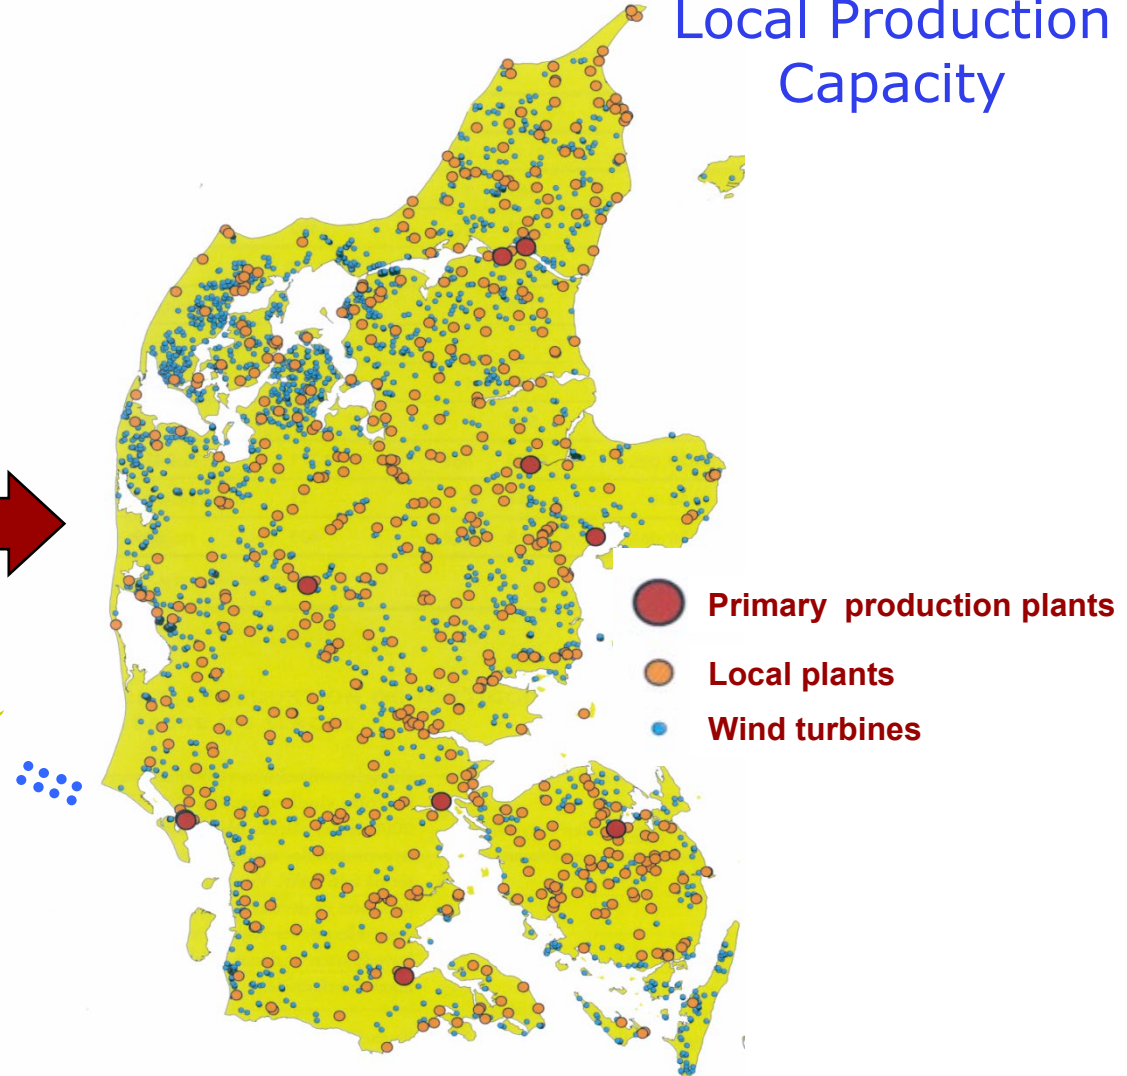 Local Production
Capacity
Primary production plants
Local plants
Wind turbines